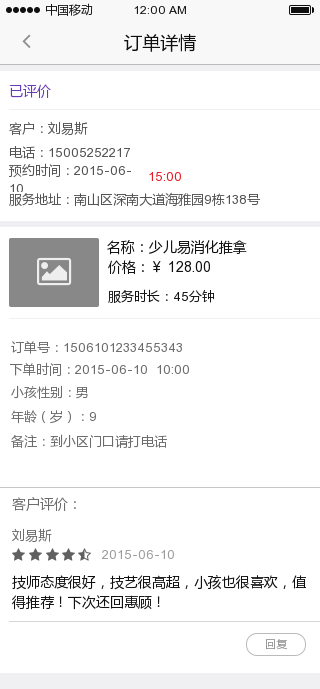 中国移动 12:00 AM
订单详情
已评价
客户：刘易斯
电话：15005252217
预约时间：2015-06-10 15:00
服务地址：南山区深南大道海雅园9栋138号
名称：少儿易消化推拿
价格：¥ 128.00
服务时长：45分钟
订单号：1506101233455343
下单时间：2015-06-10 10:00
小孩性别：男
年龄（岁）：9
备注：到小区门口请打电话
客户评价：
刘易斯
2015-06-10
技师态度很好，技艺很高超，小孩也很喜欢，值
得推荐！下次还回惠顾！
回复